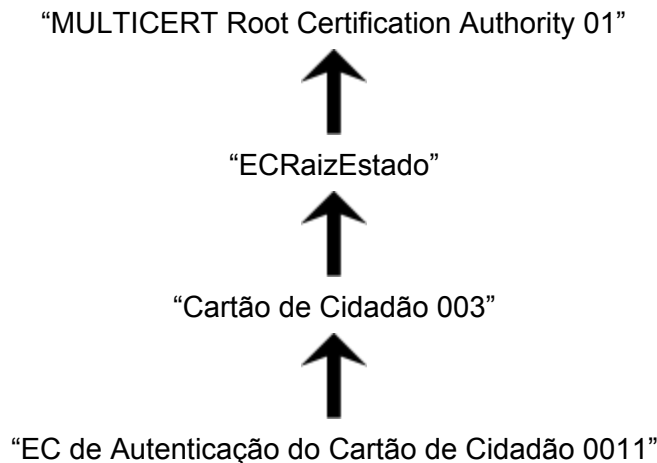 “MULTICERT Root Certification Authority 01”
“ECRaizEstado”
“Cartão de Cidadão 003”
“EC de Autenticação do Cartão de Cidadão 0011”